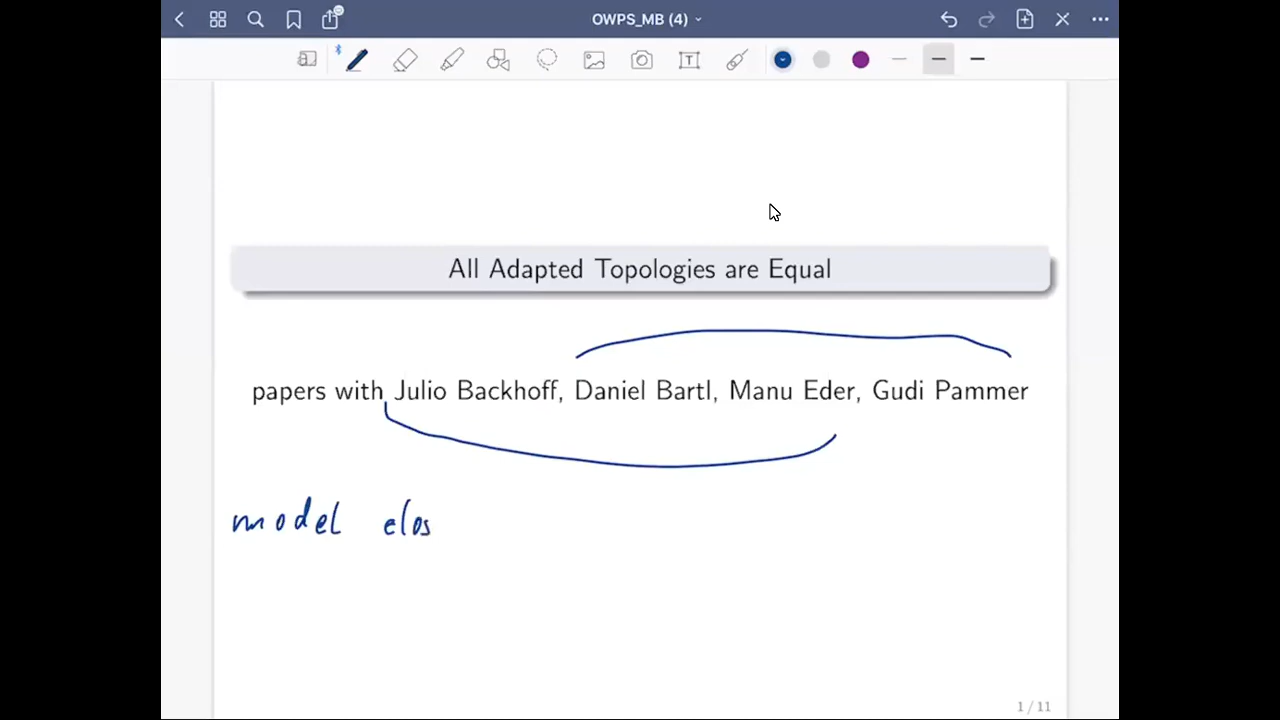 OWPS_MB (4)
All Adapted Topologies are Equal
papers with Julio Backhoff, Daniel Bartl, Manu Eder, Gudi Pammer
model clos
1 / 11